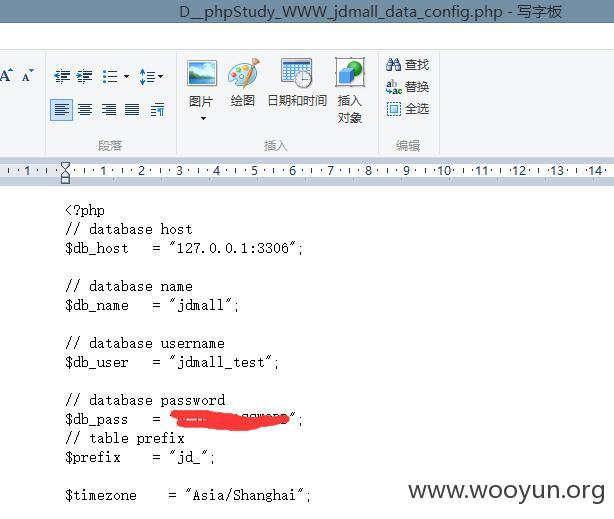 D__phpStudy_WWW_jdmall_data_config.php - 写字板
A A
图片 绘图 日期和时间 插入对象
查找
替换
全选
段落 插入 编辑
1 1 2 3 4 5 6 7 8 9 10 11 12 13 14
<?php
// database host
$db_host = "127.0.0.1:3306";
// database name
$db_name = "jdmall";
// database username
$db_user = "jdmall_test";
// database password
$db_pass = ";
// table prefix
$prefix = "jd_";
$timezone = "Asia/Shanghai";
www.wooyun.org